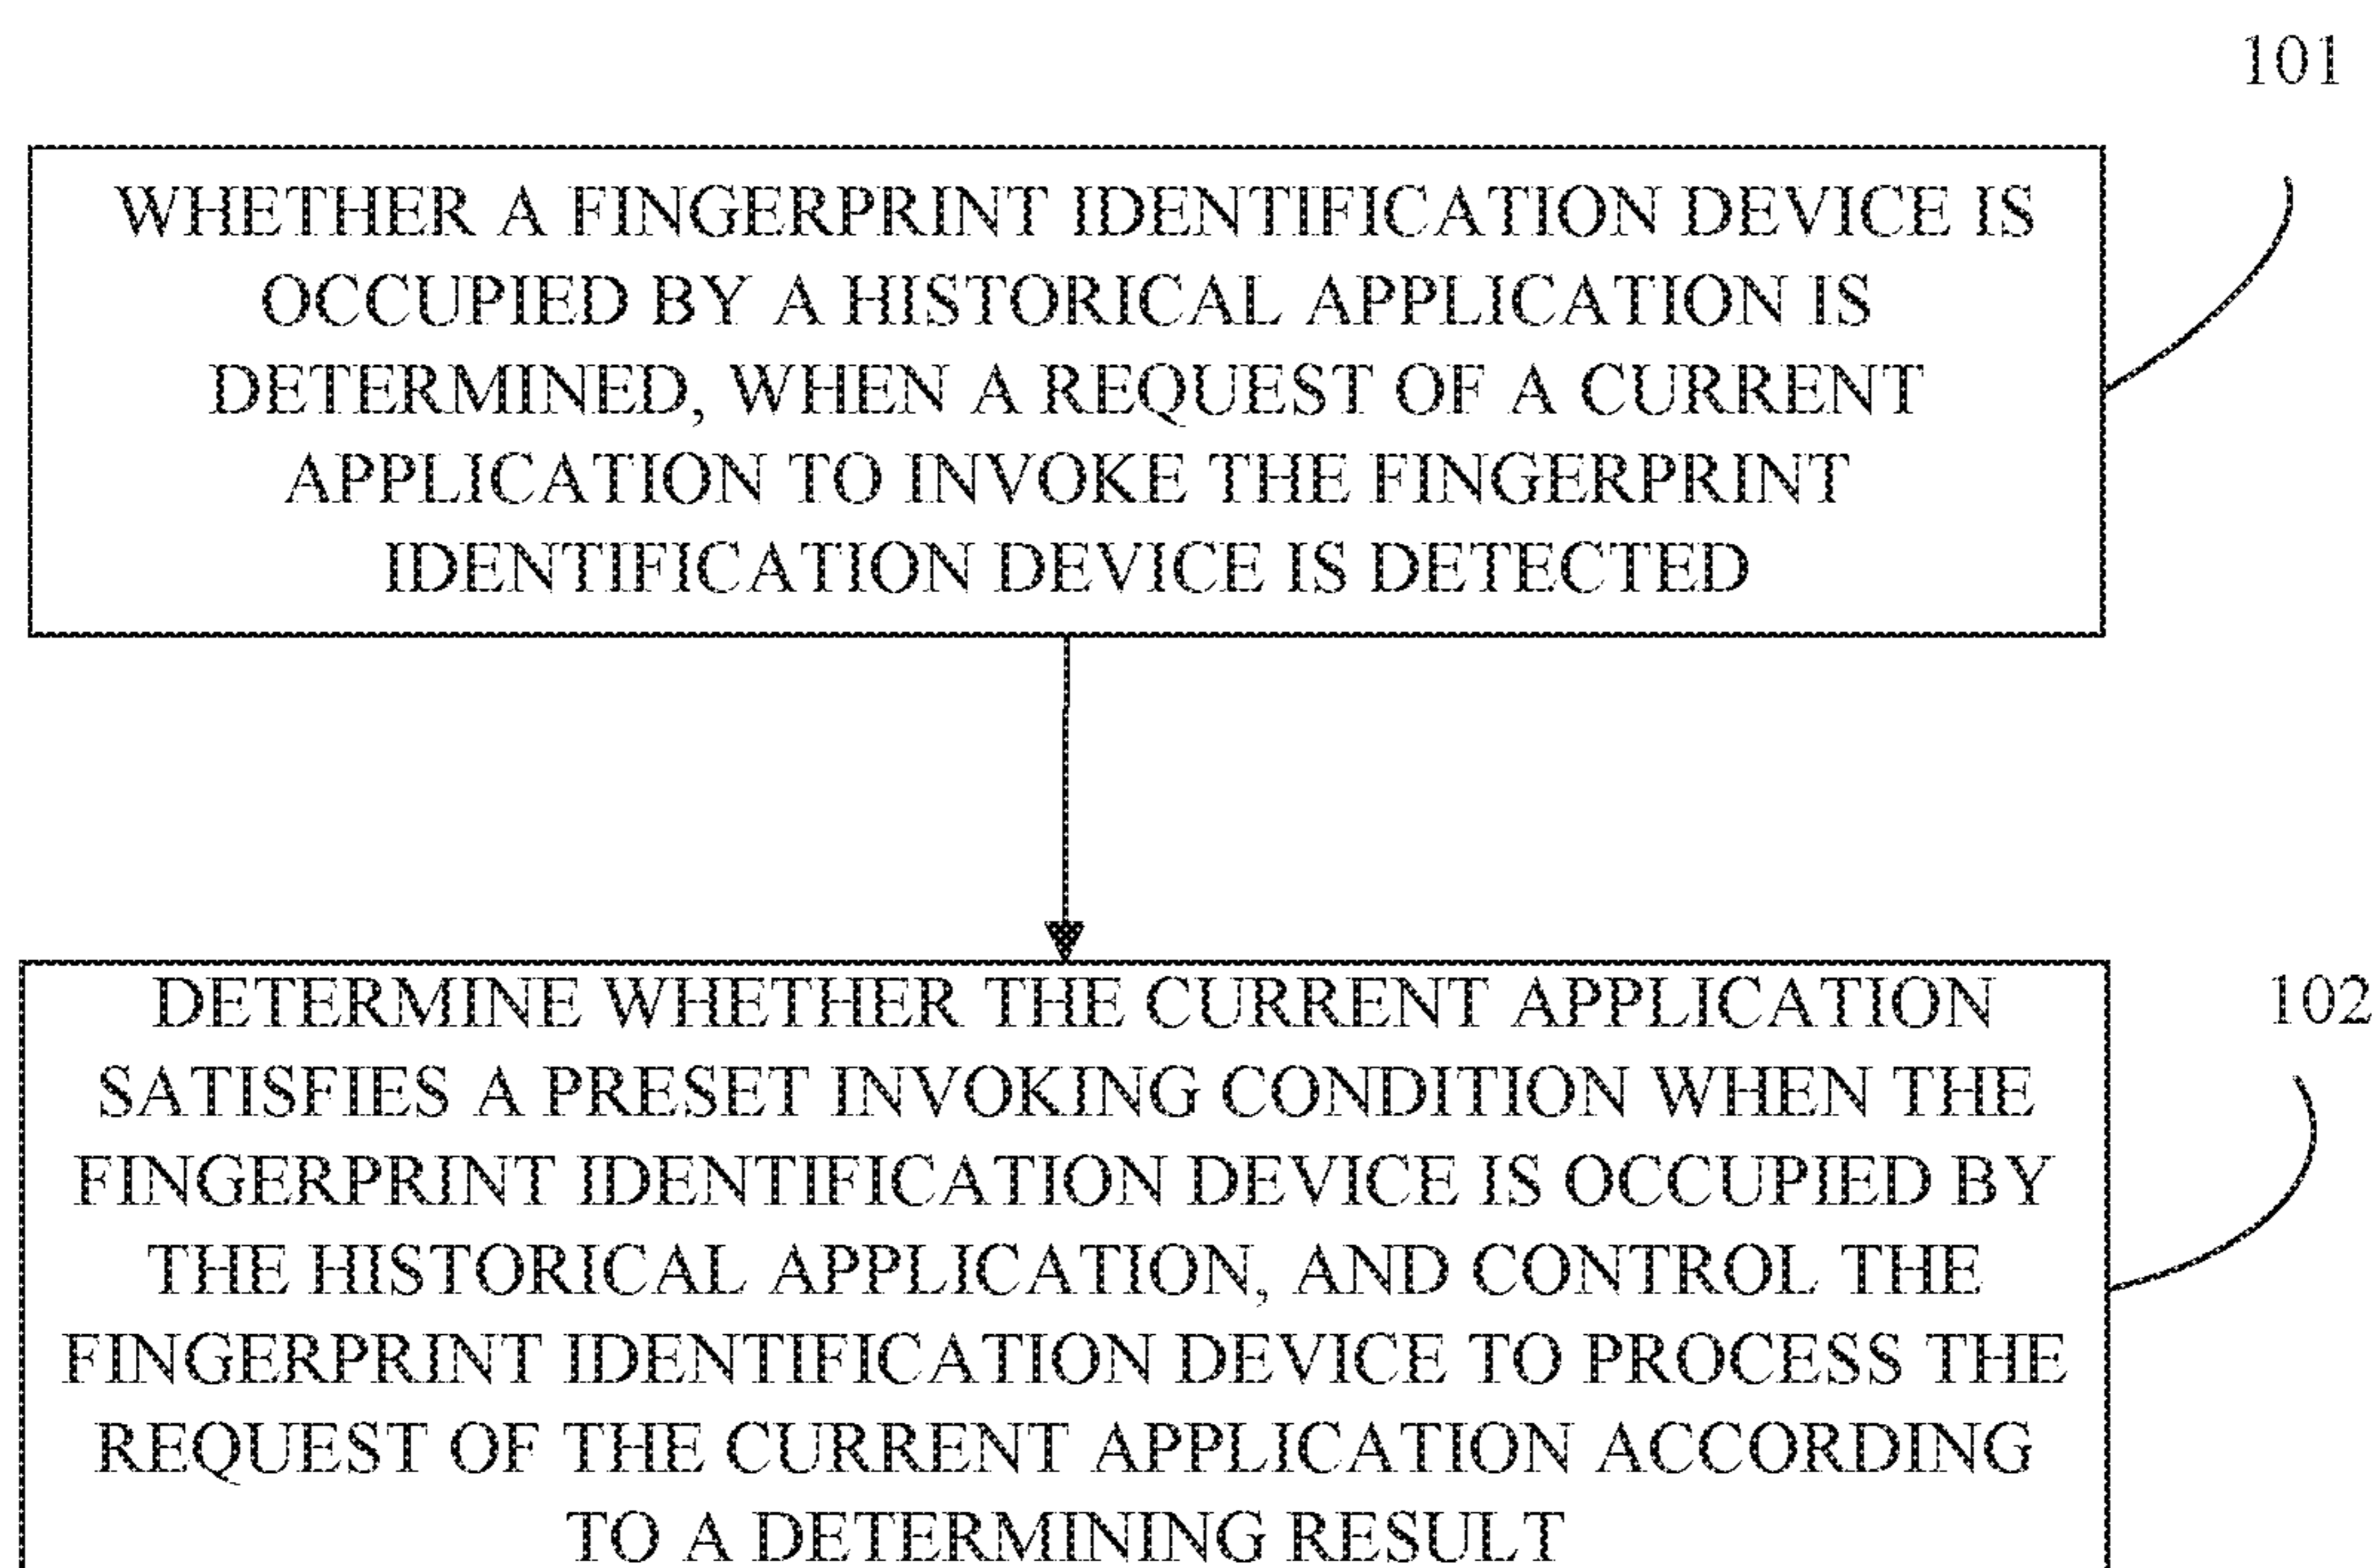 101
WHETHER A FINGERPRINT IDENTIFICATION DEVICE IS
OCCUPIED BY A HISTORICAL APPLICATION IS
DETERMINED, WHEN A REQUEST OF A CURRENT
APPLICATION TO INVOKE THE FINGERPRINT
IDENTIFICATION DEVICE IS DETECTED
102
DETERMINE WHETHER THE CURRENT APPLICATION
SATISFIES A PRESET INVOKING CONDITION WHEN THE
FINGERPRINT IDENTIFICATION DEVICE IS OCCUPIED BY
THE HISTORICAL APPLICATION, AND CONTROL THE
FINGERPRINT IDENTIFICATION DEVICE TO PROCESS THE
REQUEST OF THE CURRENT APPLICATION ACCORDING
TO A DETERMINING RESULT